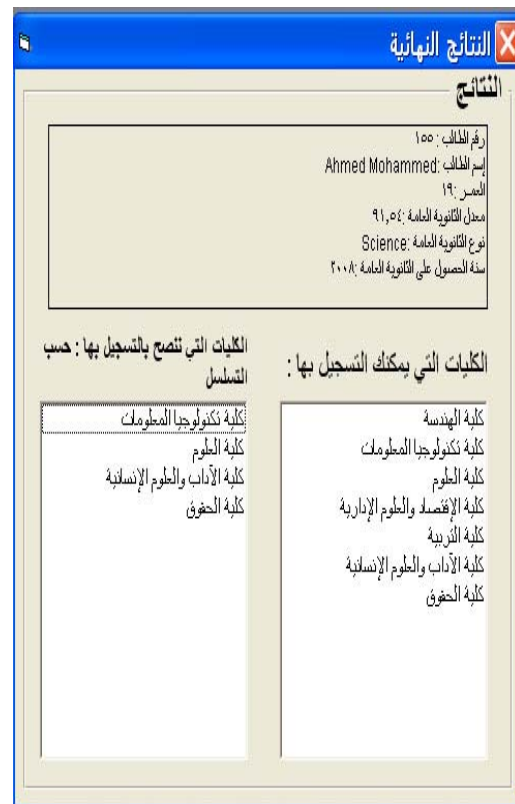 النتائج النهائية
النتائج
رقم الطالب : ١٥٥
إسم الطالب :Ahmed Mohammed
العمر :١٩
معدل الثانوية العامة :٩١,٥٤
نوع الثانوية العامة :Science
سنة الحصول على الثانوية العامة :٢٠٠٨
الكليات التي يمكنك التسجيل بها :
كلية الهندسة
كلية تكنولوجيا المعلومات
كلية العلوم
كلية الإقتصاد والعلوم الإدارية
كلية التربية
كلية الآداب والعلوم الإنسانية
كلية الحقوق
الكليات التي تنصح بالتسجيل بها : حسب
التسلسل
كلية تكنولوجيا المعلومات
كلية العلوم
كلية الآداب والعلوم الإنسانية
كلية الحقوق